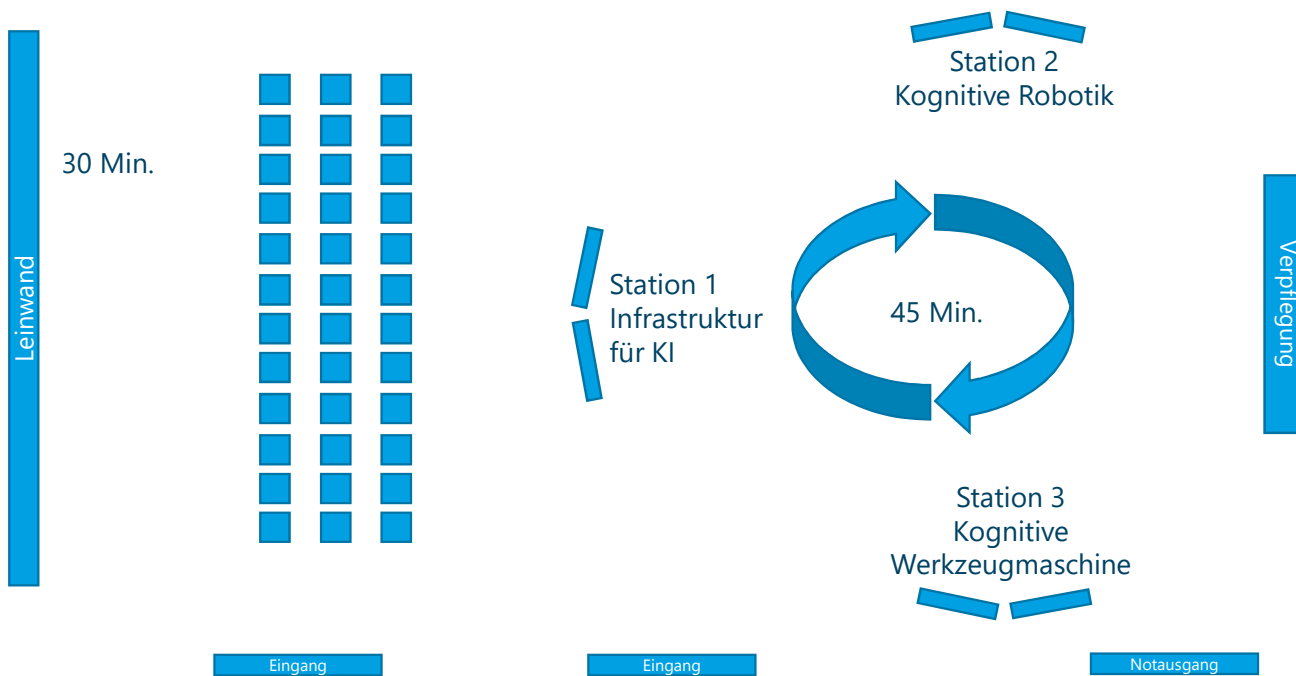 Leinwand
30 Min.
Station 1
Infrastruktur
für KI
Station 2
Kognitive Robotik
45 Min.
Station 3
Kognitive
Werkzeugmaschine
Verpflegung
Eingang
Eingang
Notausgang